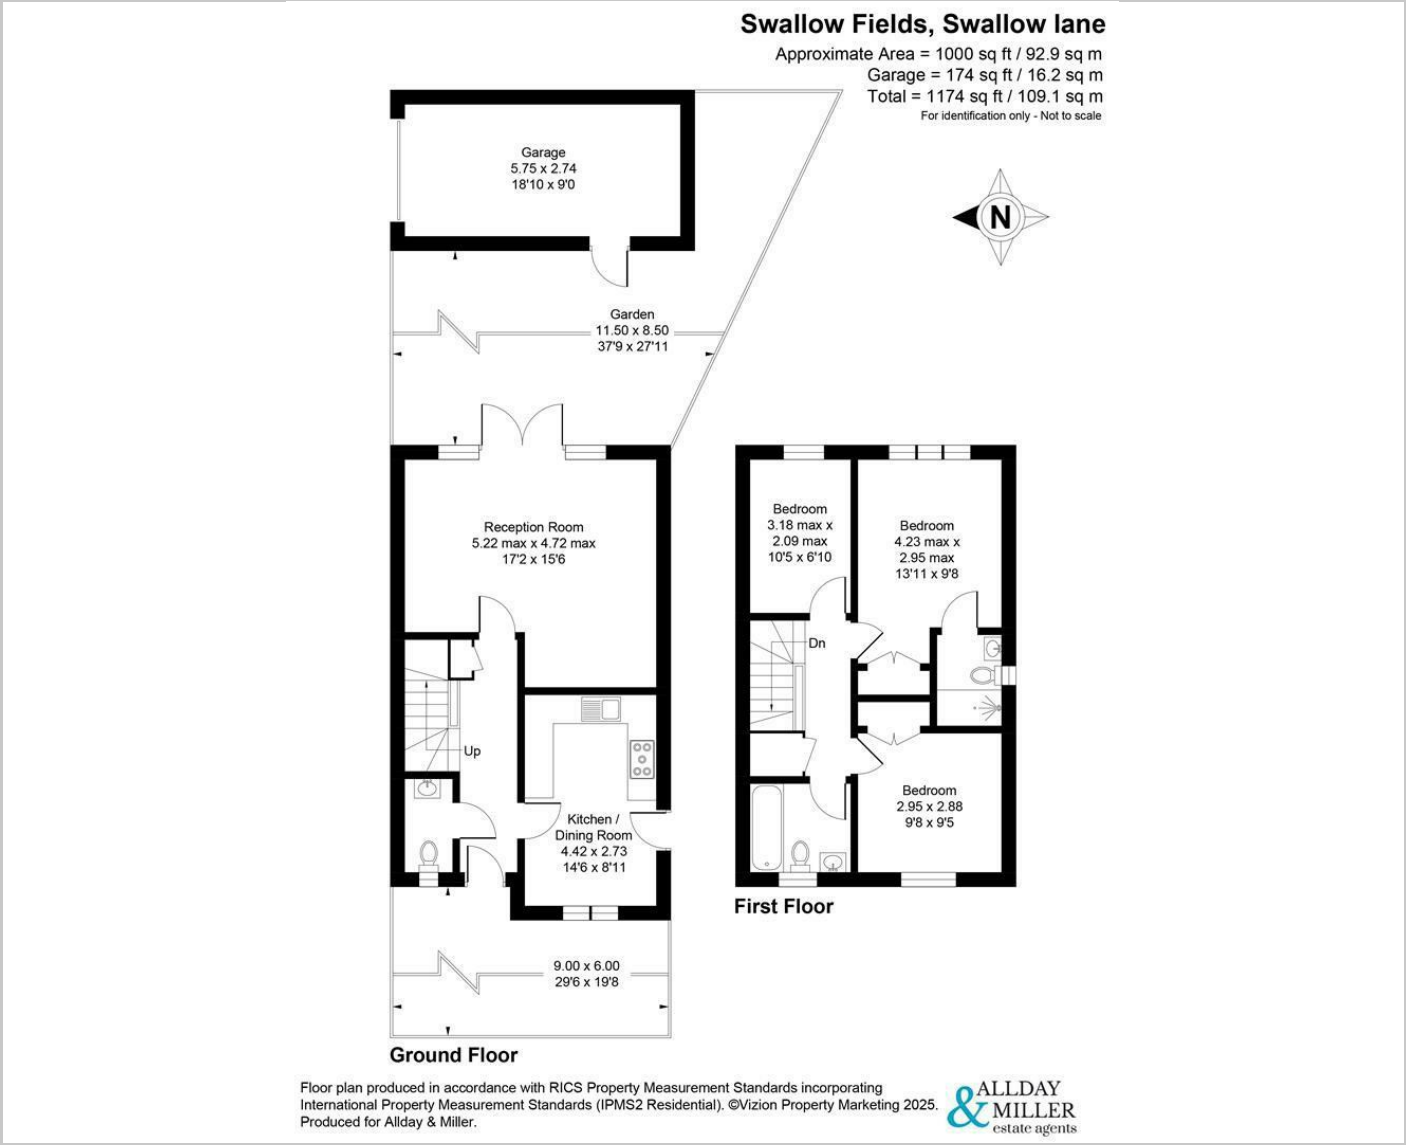 Swallow Fields, Swallow lane
Approximate Area = 1000 sq ft / 92.9 sq m
Garage = 174 sq ft / 16.2 sq m
Total = 1174 sq ft / 109.1 sq m
For identification only - Not to scale
N
Garage
5.75 x 2.74
18'10 x 9'0
Garden
11.50 x 8.50
37'9 x 27'11
Reception Room
5.22 max x 4.72 max
17'2 x 15'6
Up
Kitchen /
Dining Room
4.42 x 2.73
14'6 x 8'11
9.00 x 6.00
29'6 x 19'8
Ground Floor
Bedroom
3.18 max x
2.09 max
10'5 x 6'10
Bedroom
4.23 max x
2.95 max
13'11 x 9'8
Dn
Bedroom
2.95 x 2.88
9'8 x 9'5
First Floor
Floor plan produced in accordance with RICS Property Measurement Standards incorporating
International Property Measurement Standards (IPMS2 Residential). ©Vizion Property Marketing 2025.
Produced for Allday & Miller.
ALLDAY
& MILLER
estate agents